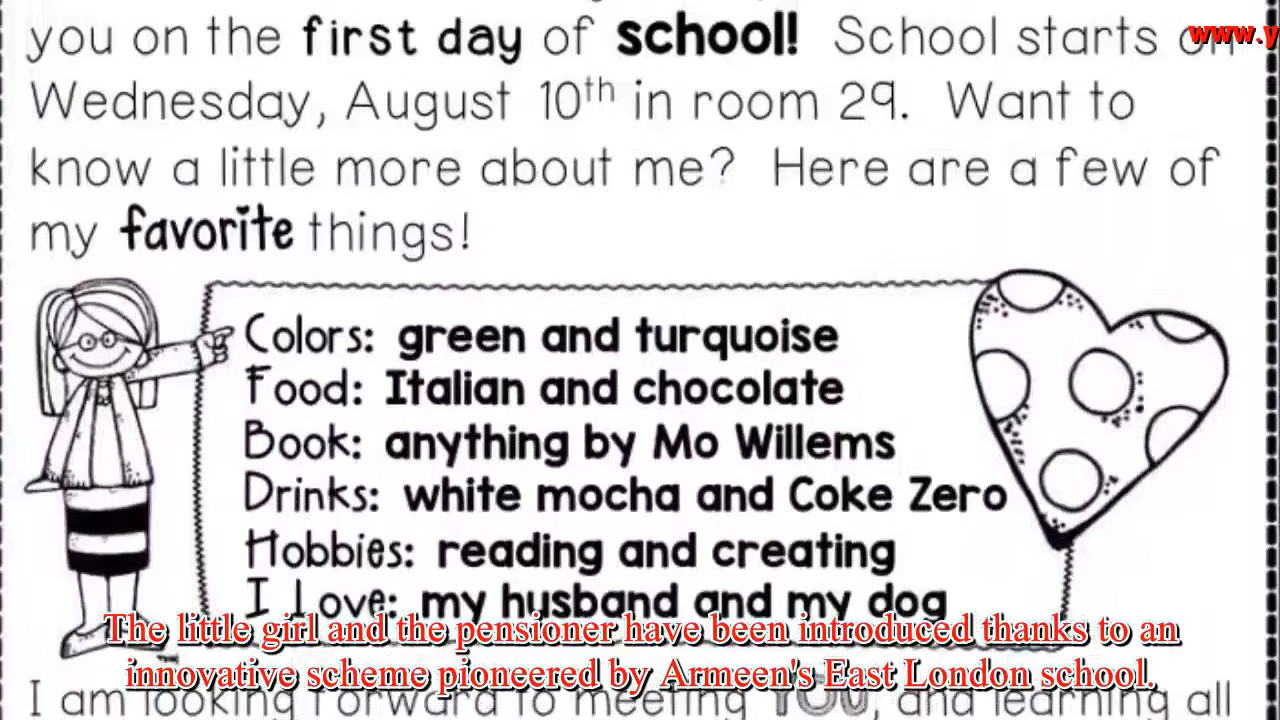 you on the first day of school! School starts on
www.y
Wednesday, August 10th in room 29. Want to
know a little more about me? Here are a few of
my favorite things!
Colors: green and turquoise
Food: Italian and chocolate
Book: anything by Mo Willems
Drinks: white mocha and Coke Zero
Hobbies: reading and creating
I Love: my husband and my dog
The little girl and the pensioner have been introduced thanks to an
innovative scheme pioneered by Armeen's East London school.
I am looking forward to meeting YOU, and learning all